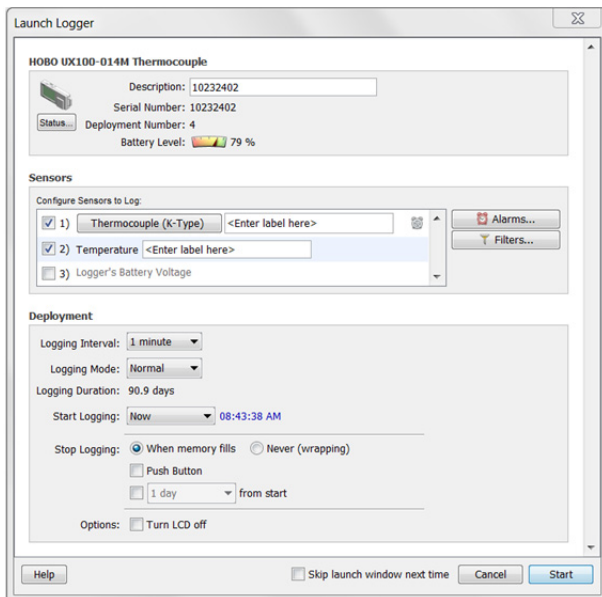 Launch Logger
HOBO UX100-014M Thermocouple
Description: 10232402
Serial Number: 10232402
Status... Deployment Number: 4
Battery Level: 79 %
Sensors
Configure Sensors to Log:
1) Thermocouple (K-Type) <Enter label here>
Alarms...
2) Temperature <Enter label here>
Filters...
3) Logger's Battery Voltage
Deployment
Logging Interval: 1 minute
Logging Mode: Normal
Logging Duration: 90.9 days
Start Logging: Now 08:43:38 AM
Stop Logging: When memory fills Never (wrapping)
Push Button
1 day from start
Options: Turn LCD off
Help Skip launch window next time Cancel Start